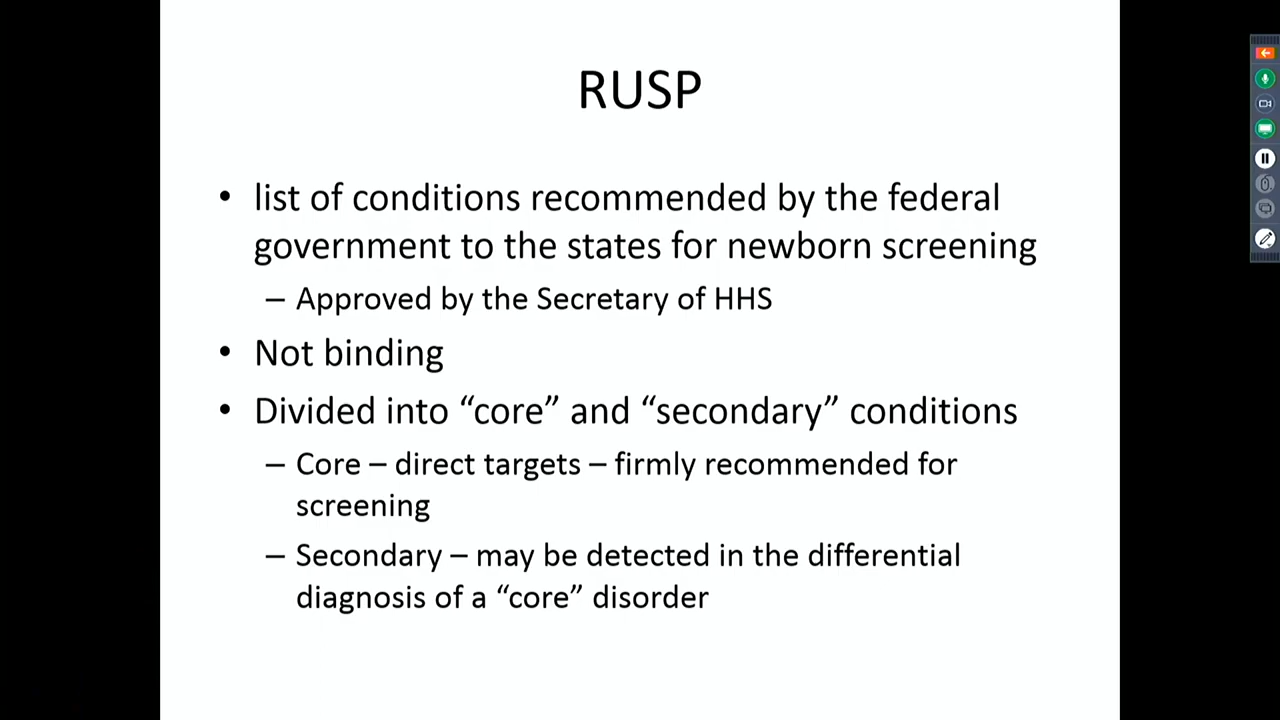 RUSP
• list of conditions recommended by the federal
government to the states for newborn screening
– Approved by the Secretary of HHS
• Not binding
• Divided into “core” and “secondary” conditions
– Core – direct targets – firmly recommended for
screening
– Secondary – may be detected in the differential
diagnosis of a “core” disorder